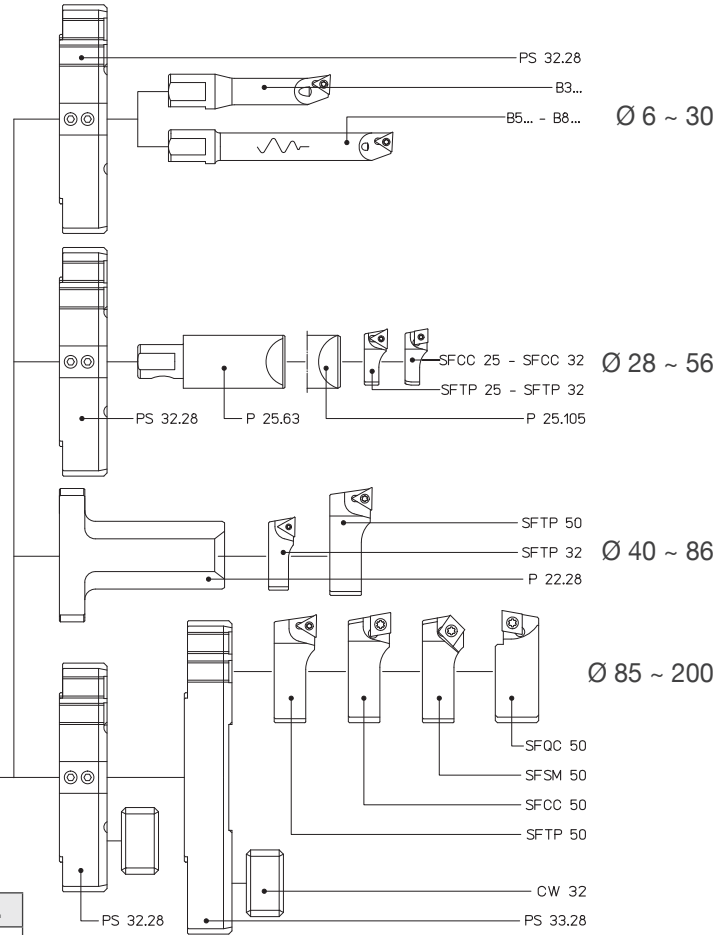 PS 32.28
B3...
B5... - B8...
Ø 6 ~ 30
SFCC 25 - SFCC 32
Ø 28 ~ 56
SFTP 25 - SFTP 32
PS 32.28
P 25.63
P 25.105
SFTP 50
SFTP 32
Ø 40 ~ 86
P 22.28
Ø 85 ~ 200
SFQC 50
SFSM 50
SFCC 50
SFTP 50
CW 32
PS 32.28
PS 33.28